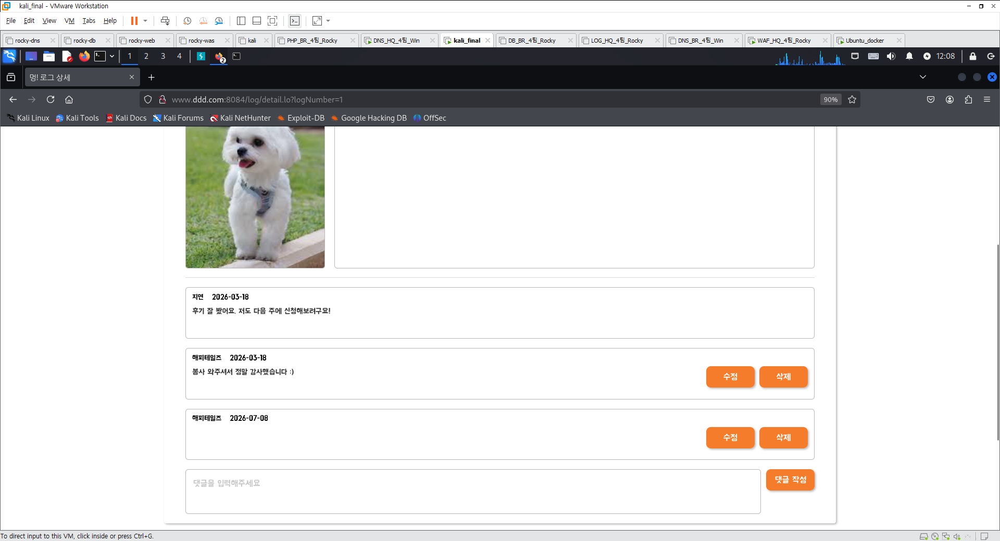 kali_final - VMware Workstation
File Edit View VM Tabs Help
rocky-dns rocky-db rocky-web rocky-was kali PHP_BR_4팀_Rocky DNS_HQ_4팀_Win kali_final DB_BR_4팀_Rocky LOG_HQ_4팀_Rocky DNS_BR_4팀_Win WAF_HQ_4팀_Rocky Ubuntu_docker
1 2 3 4 2 12:08
멍! 로그 상세
www.ddd.com:8084/log/detail.lo?logNumber=1 90%
Kali Linux Kali Tools Kali Docs Kali Forums Kali NetHunter Exploit-DB Google Hacking DB OffSec
지연 2026-03-18
후기 잘 봤어요. 저도 다음 주에 신청해보려구요!
해피테일즈 2026-03-18
봉사 와주셔서 정말 감사했습니다 :)
수정 삭제
해피테일즈 2026-07-08
수정 삭제
댓글을 입력해주세요
댓글 작성
To direct input to this VM, click inside or press Ctrl+G.